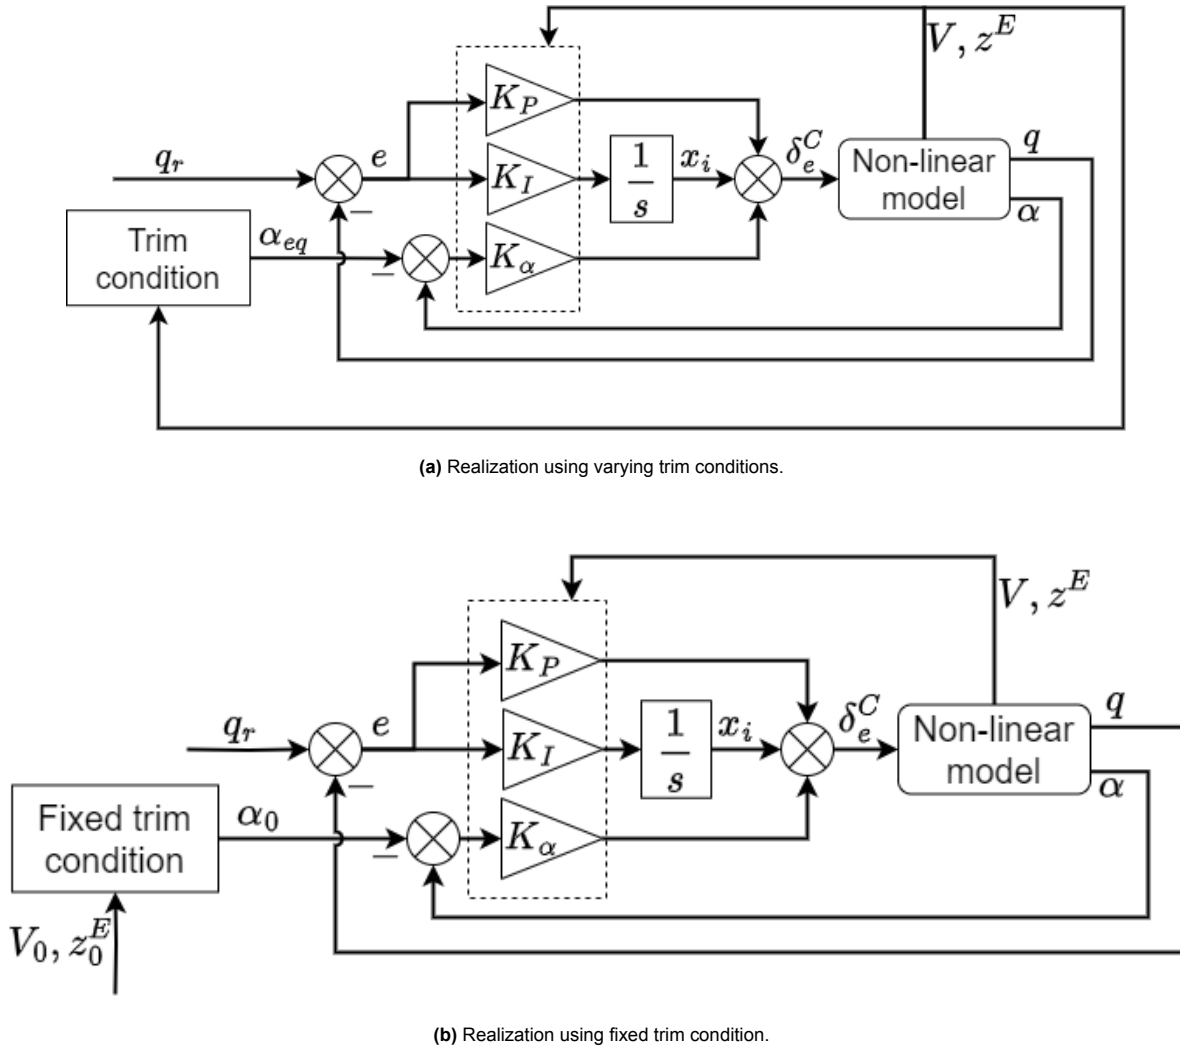 V, z^E
K_P
q_r
e
K_I
1/s
x_i
δ_e^C
Non-linear
model
q
α
Trim
condition
α_{eq}
K_α
−
−
(a) Realization using varying trim conditions.
V, z^E
K_P
q_r
e
K_I
1/s
x_i
δ_e^C
Non-linear
model
q
α
Fixed trim
condition
α_0
K_α
−
−
V_0, z_0^E
(b) Realization using fixed trim condition.